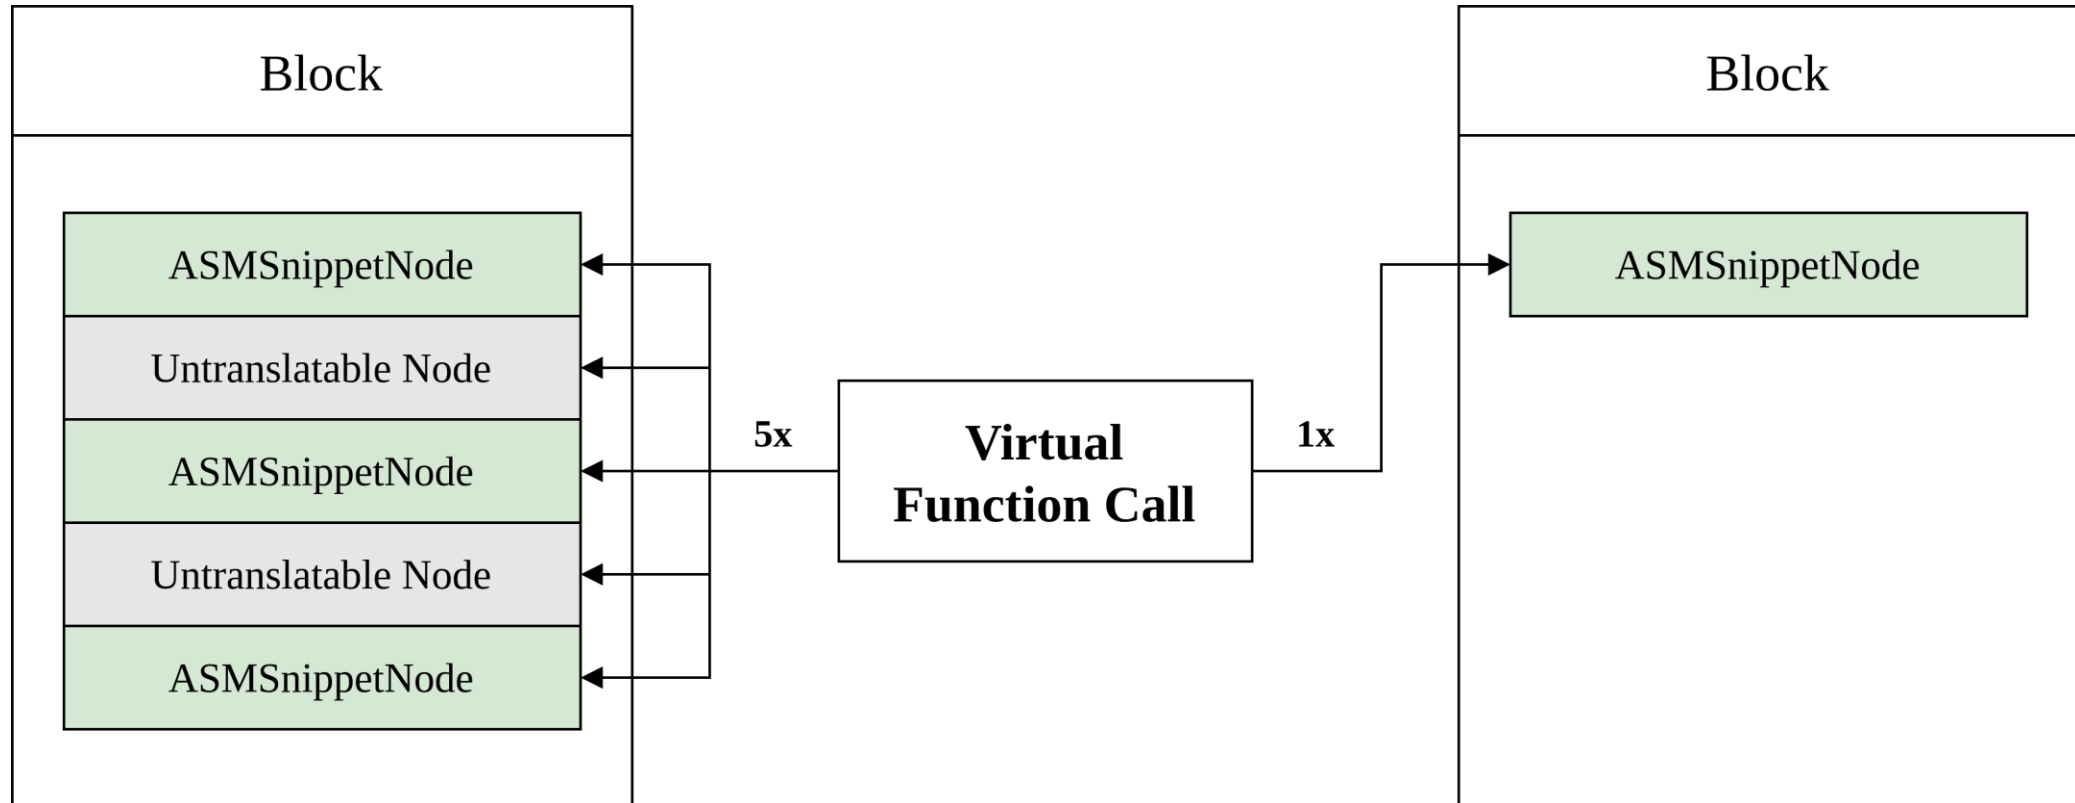 Block
ASMSnippetNode
Untranslatable Node
ASMSnippetNode
Untranslatable Node
ASMSnippetNode
5x
Virtual
Function Call
1x
Block
ASMSnippetNode